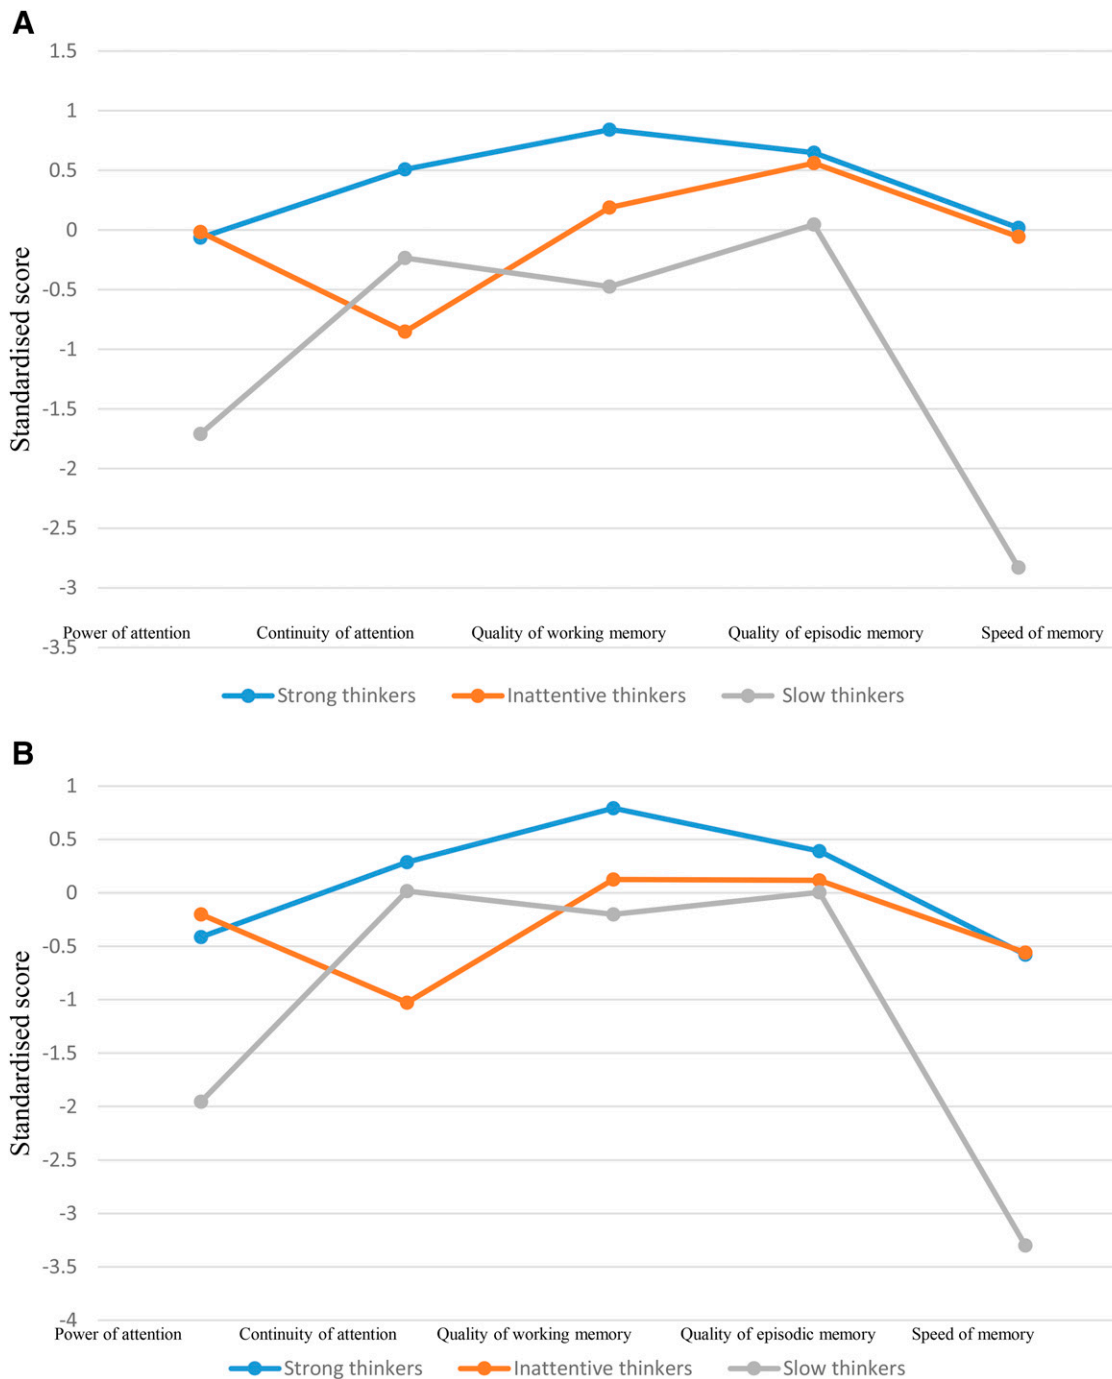 A
1.5
1
0.5
0
-0.5
-1
-1.5
-2
-2.5
-3
-3.5
Standardised score
Power of attention Continuity of attention Quality of working memory Quality of episodic memory Speed of memory
Strong thinkers Inattentive thinkers Slow thinkers
B
1
0.5
0
-0.5
-1
-1.5
-2
-2.5
-3
-3.5
-4
Standardised score
Power of attention Continuity of attention Quality of working memory Quality of episodic memory Speed of memory
Strong thinkers Inattentive thinkers Slow thinkers